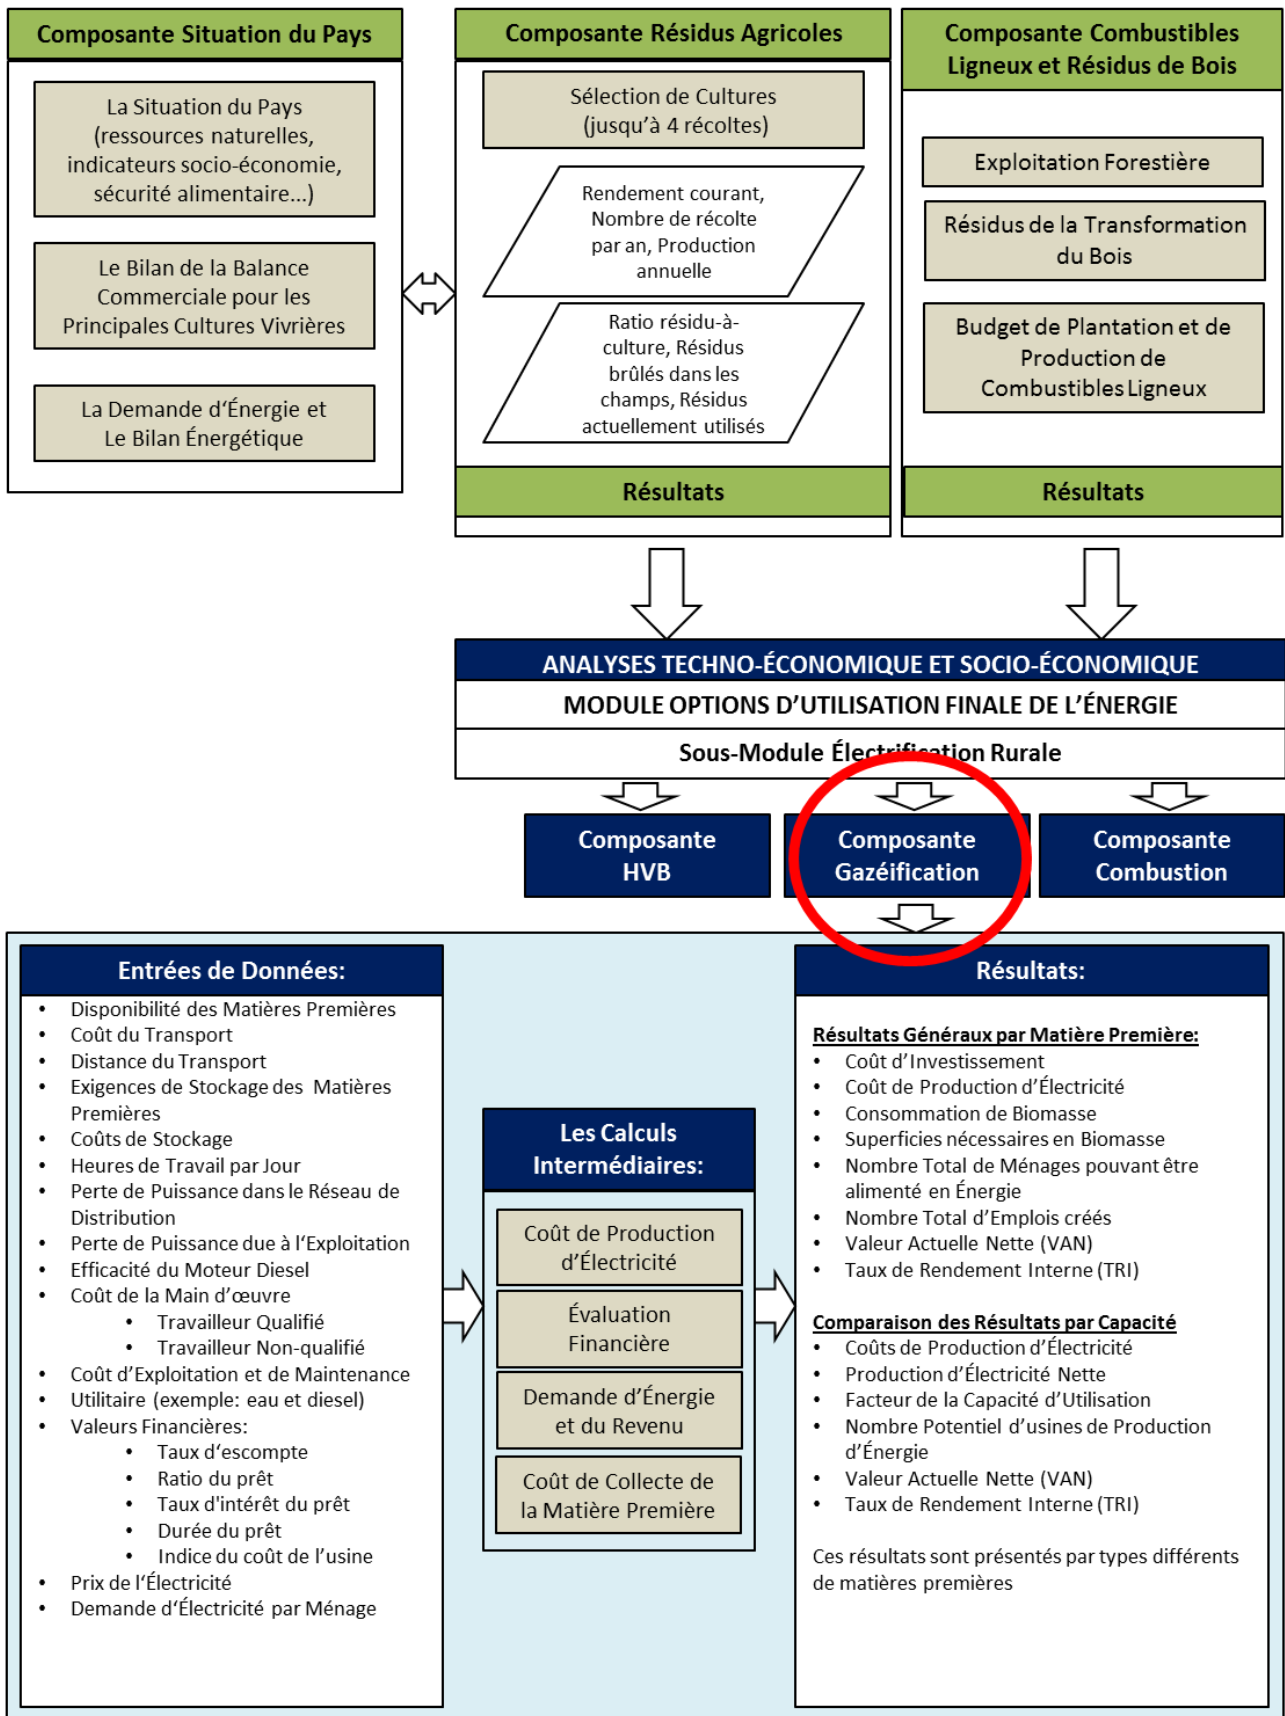 Composante Situation du Pays
La Situation du Pays
(ressources naturelles,
indicateurs socio-économie,
sécurité alimentaire...)
Le Bilan de la Balance
Commerciale pour les
Principales Cultures Vivrières
La Demande d‘Énergie et
Le Bilan Énergétique
Composante Résidus Agricoles
Sélection de Cultures
(jusqu’à 4 récoltes)
Rendement courant,
Nombre de récolte
par an, Production
annuelle
Ratio résidu-à-
culture, Résidus
brûlés dans les
champs, Résidus
actuellement utilisés
Résultats
Composante Combustibles
Ligneux et Résidus de Bois
Exploitation Forestière
Résidus de la Transformation
du Bois
Budget de Plantation et de
Production de
Combustibles Ligneux
Résultats
ANALYSES TECHNO-ÉCONOMIQUE ET SOCIO-ÉCONOMIQUE
MODULE OPTIONS D’UTILISATION FINALE DE L’ÉNERGIE
Sous-Module Électrification Rurale
Composante
HVB
Composante
Gazéification
Composante
Combustion
Entrées de Données:
• Disponibilité des Matières Premières
• Coût du Transport
• Distance du Transport
• Exigences de Stockage des Matières
Premières
• Coûts de Stockage
• Heures de Travail par Jour
• Perte de Puissance dans le Réseau de
Distribution
• Perte de Puissance due à l‘Exploitation
• Efficacité du Moteur Diesel
• Coût de la Main d’œuvre
• Travailleur Qualifié
• Travailleur Non-qualifié
• Coût d’Exploitation et de Maintenance
• Utilitaire (exemple: eau et diesel)
• Valeurs Financières:
• Taux d‘escompte
• Ratio du prêt
• Taux d'intérêt du prêt
• Durée du prêt
• Indice du coût de l’usine
• Prix de l‘Électricité
• Demande d‘Électricité par Ménage
Les Calculs
Intermédiaires:
Coût de Production
d’Électricité
Évaluation
Financière
Demande d’Énergie
et du Revenu
Coût de Collecte de
la Matière Première
Résultats:
Résultats Généraux par Matière Première:
• Coût d’Investissement
• Coût de Production d’Électricité
• Consommation de Biomasse
• Superficies nécessaires en Biomasse
• Nombre Total de Ménages pouvant être
alimenté en Énergie
• Nombre Total d’Emplois créés
• Valeur Actuelle Nette (VAN)
• Taux de Rendement Interne (TRI)
Comparaison des Résultats par Capacité
• Coûts de Production d’Électricité
• Production d’Électricité Nette
• Facteur de la Capacité d’Utilisation
• Nombre Potentiel d’usines de Production
d’Énergie
• Valeur Actuelle Nette (VAN)
• Taux de Rendement Interne (TRI)
Ces résultats sont présentés par types différents
de matières premières